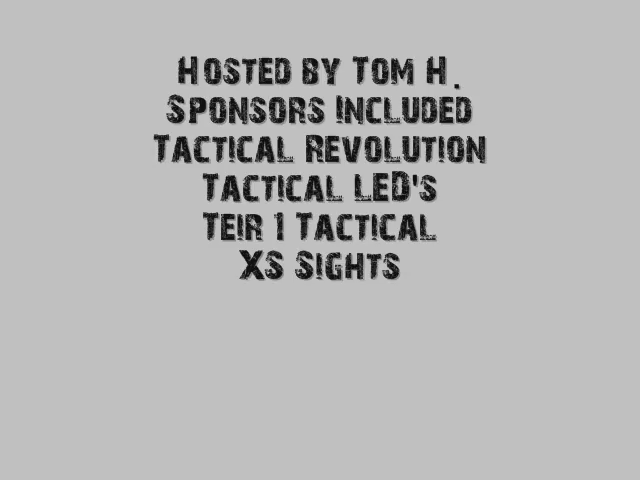 Hosted by Tom H.
Sponsors Included
Tactical Revolution
Tactical LED's
Teir 1 Tactical
XS Sights